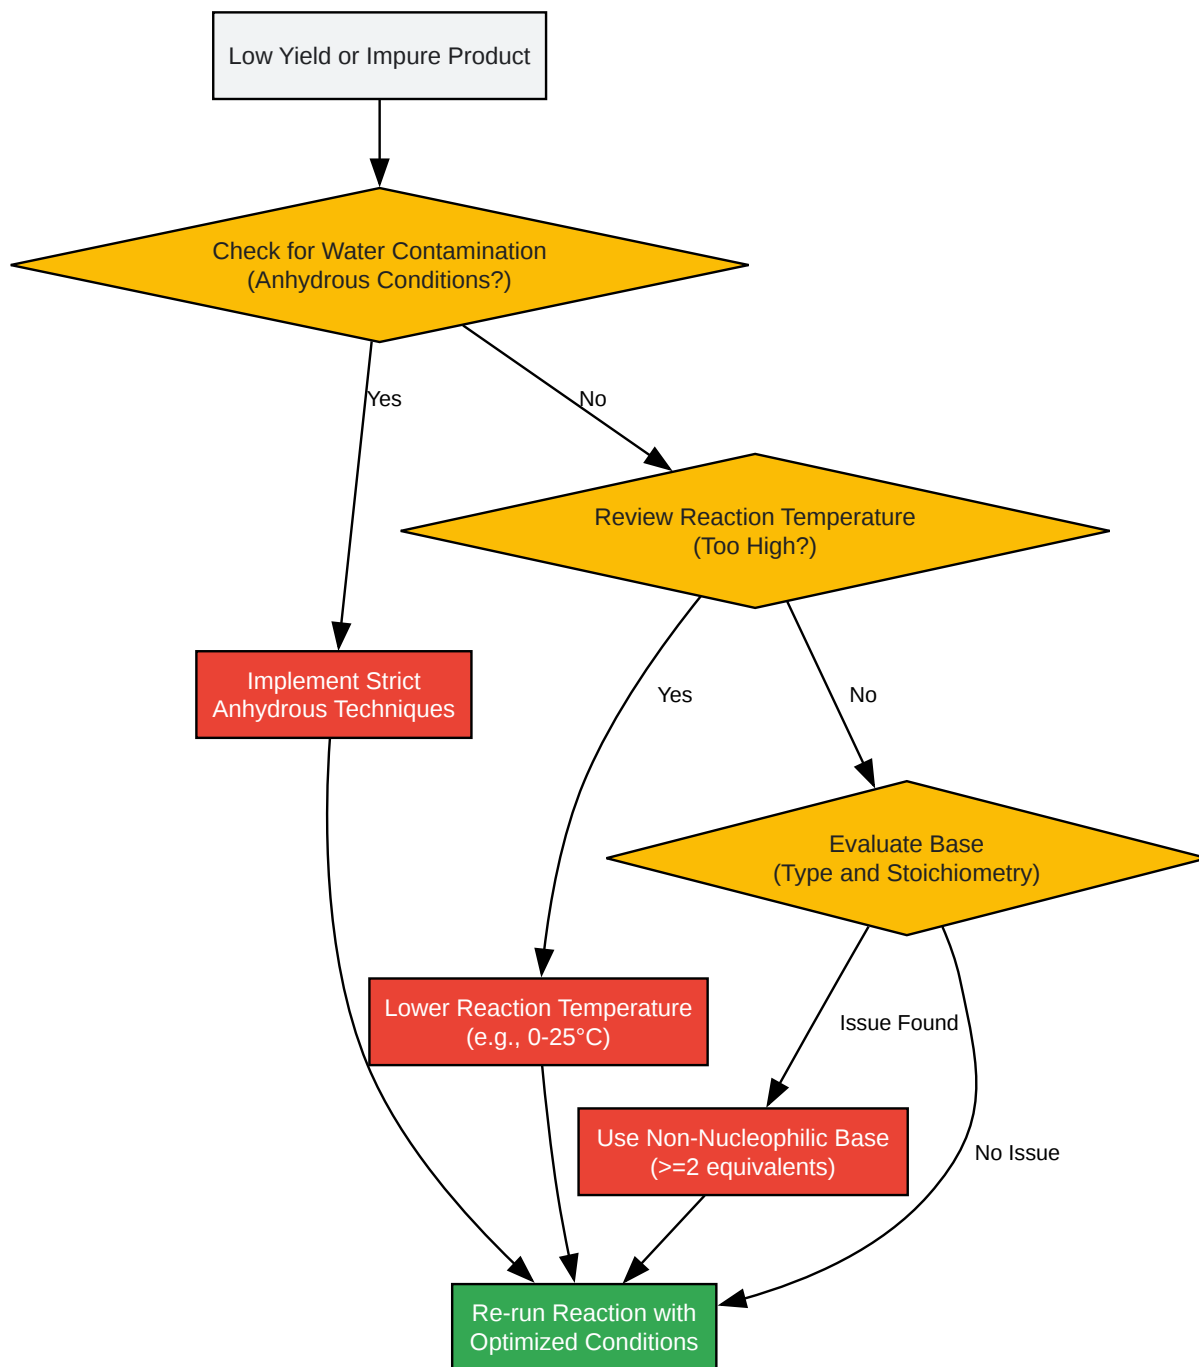 Low Yield or Impure Product
Check for Water Contamination
(Anhydrous Conditions?)
Yes
No
Review Reaction Temperature
(Too High?)
Implement Strict
Anhydrous Techniques
Yes
No
Evaluate Base
(Type and Stoichiometry)
Lower Reaction Temperature
(e.g., 0-25°C)
Issue Found
Use Non-Nucleophilic Base
(>=2 equivalents)
No Issue
Re-run Reaction with
Optimized Conditions